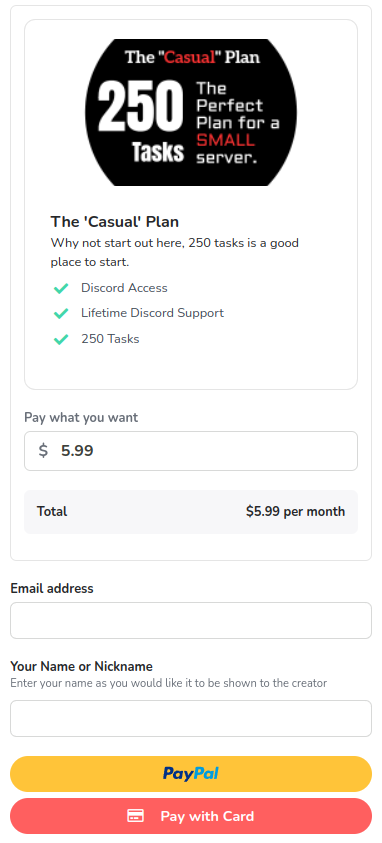 The "Casual" Plan
250
Tasks
The
Perfect
Plan for a
SMALL
server.
The 'Casual' Plan
Why not start out here, 250 tasks is a good
place to start.
Discord Access
Lifetime Discord Support
250 Tasks
Pay what you want
$ 5.99
Total $5.99 per month
Email address
Your Name or Nickname
Enter your name as you would like it to be shown to the creator
PayPal
Pay with Card